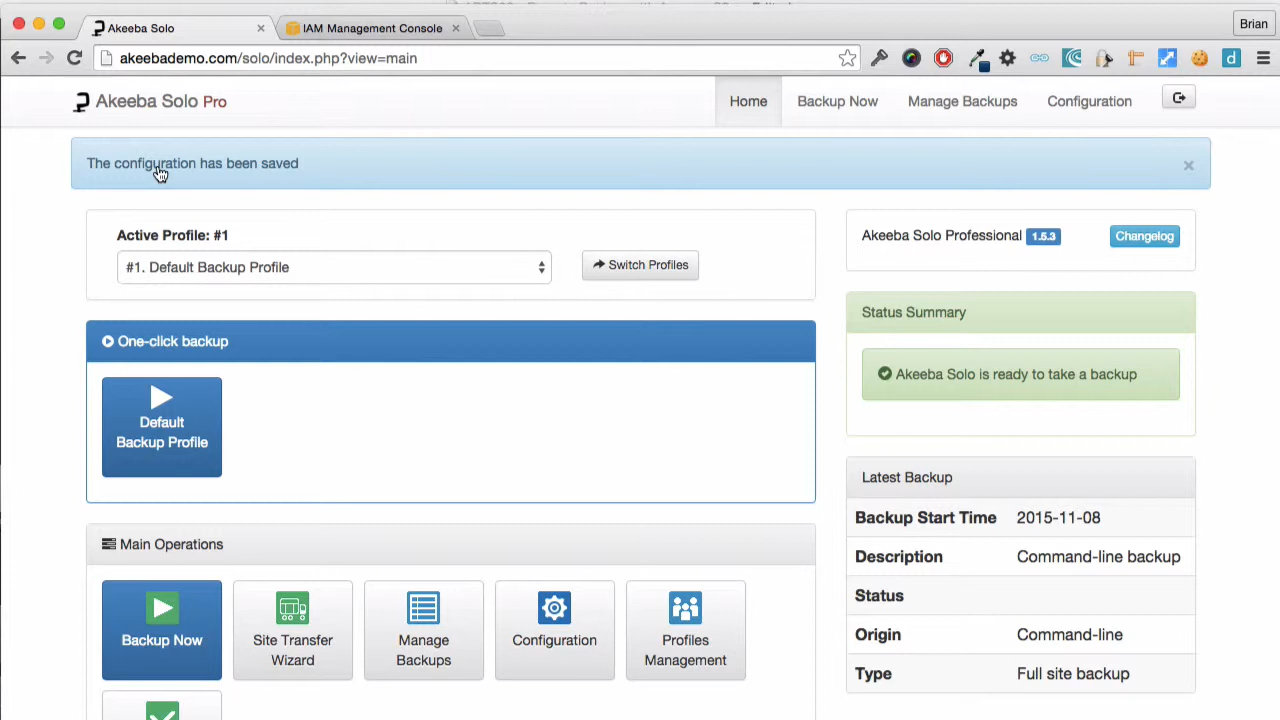 Akeeba Solo
IAM Management Console
Brian
akeebademo.com/solo/index.php?view=main
Akeeba Solo Pro
Home
Backup Now
Manage Backups
Configuration
The configuration has been saved
×
Active Profile: #1
#1. Default Backup Profile
Switch Profiles
Akeeba Solo Professional 1.5.3
Changelog
One-click backup
Default
Backup Profile
Status Summary
Akeeba Solo is ready to take a backup
Main Operations
Backup Now
Site Transfer
Wizard
Manage
Backups
Configuration
Profiles
Management
Latest Backup
Backup Start Time 2015-11-08
Description Command-line backup
Status
Origin Command-line
Type Full site backup